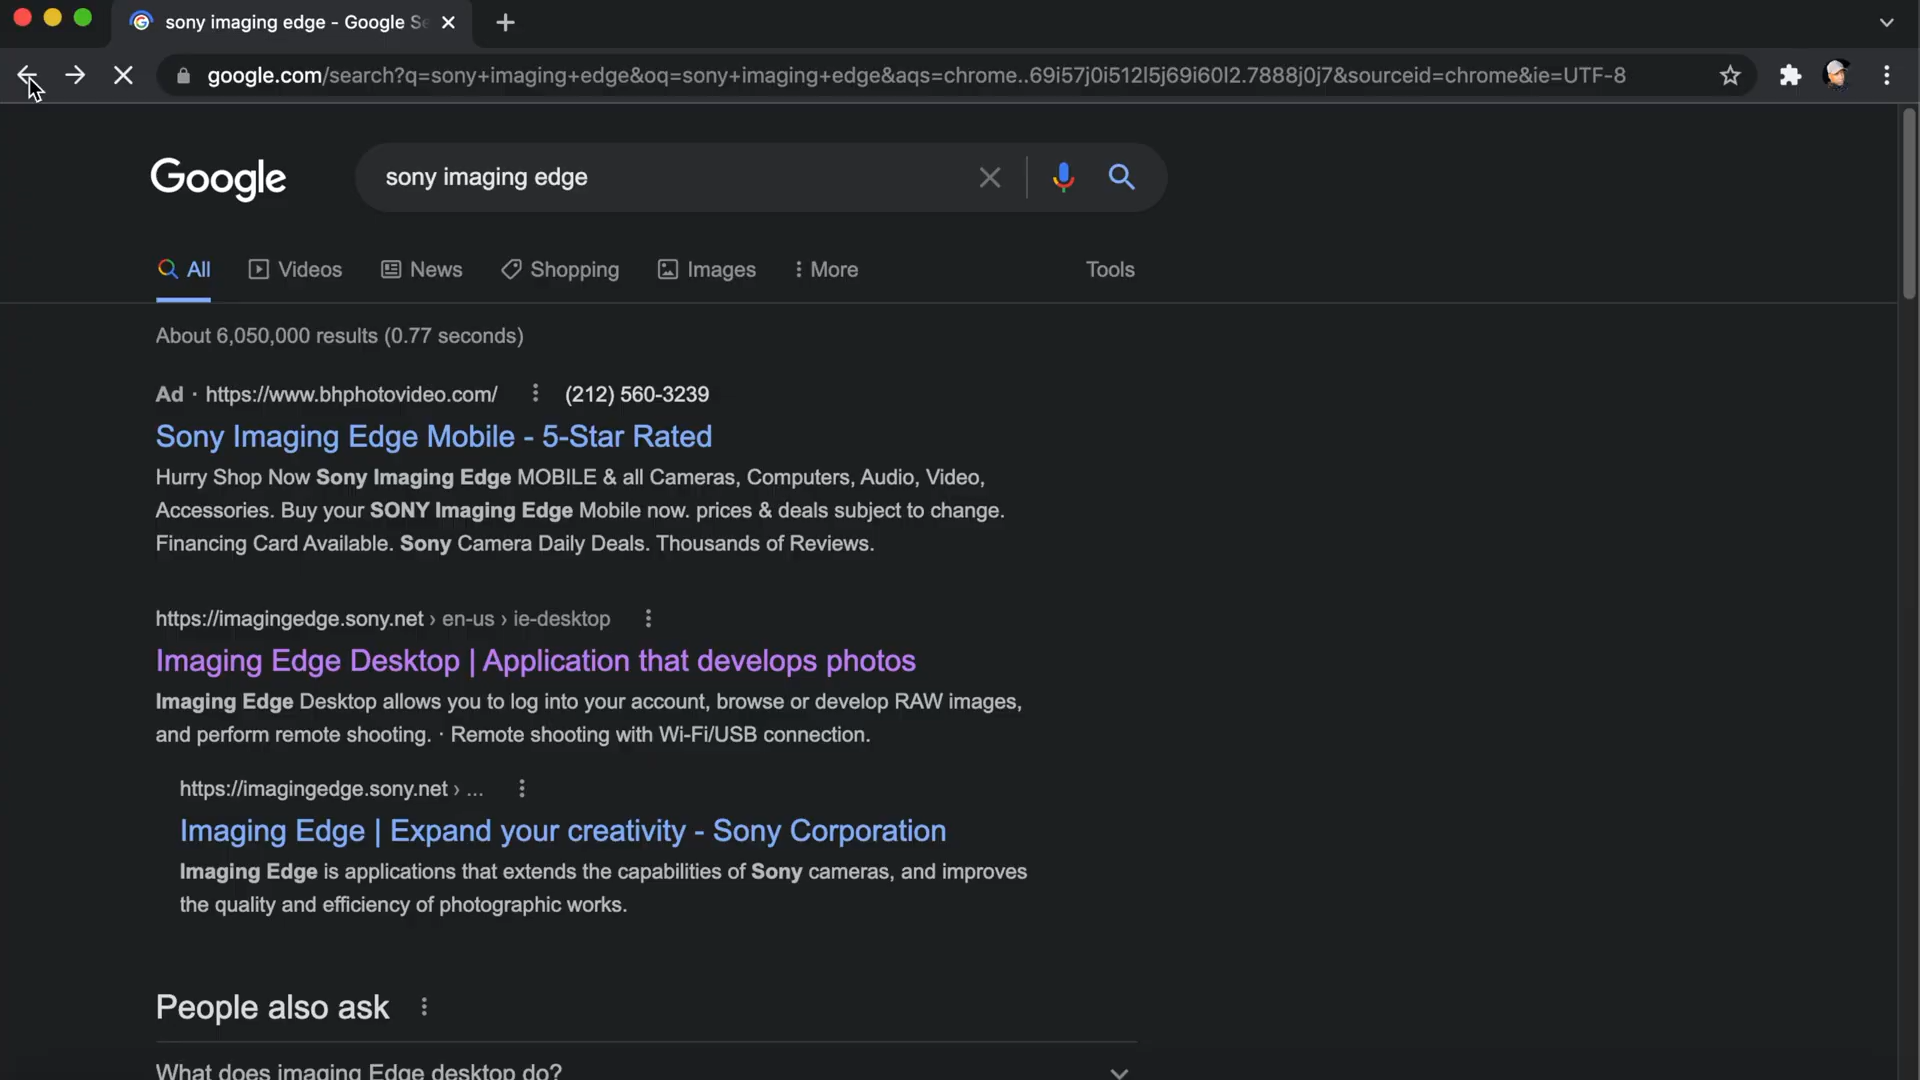 sony imaging edge - Google Se
google.com/search?q=sony+imaging+edge&oq=sony+imaging+edge&aqs=chrome..69i57j0i512l5j69i60l2.7888j0j7&sourceid=chrome&ie=UTF-8
Google
sony imaging edge
All Videos News Shopping Images More Tools
About 6,050,000 results (0.77 seconds)
Ad · https://www.bhphotovideo.com/ (212) 560-3239
Sony Imaging Edge Mobile - 5-Star Rated
Hurry Shop Now Sony Imaging Edge MOBILE & all Cameras, Computers, Audio, Video,
Accessories. Buy your SONY Imaging Edge Mobile now. prices & deals subject to change.
Financing Card Available. Sony Camera Daily Deals. Thousands of Reviews.
https://imagingedge.sony.net › en-us › ie-desktop
Imaging Edge Desktop | Application that develops photos
Imaging Edge Desktop allows you to log into your account, browse or develop RAW images,
and perform remote shooting. · Remote shooting with Wi-Fi/USB connection.
https://imagingedge.sony.net › ...
Imaging Edge | Expand your creativity - Sony Corporation
Imaging Edge is applications that extends the capabilities of Sony cameras, and improves
the quality and efficiency of photographic works.
People also ask
What does imaging Edge desktop do?